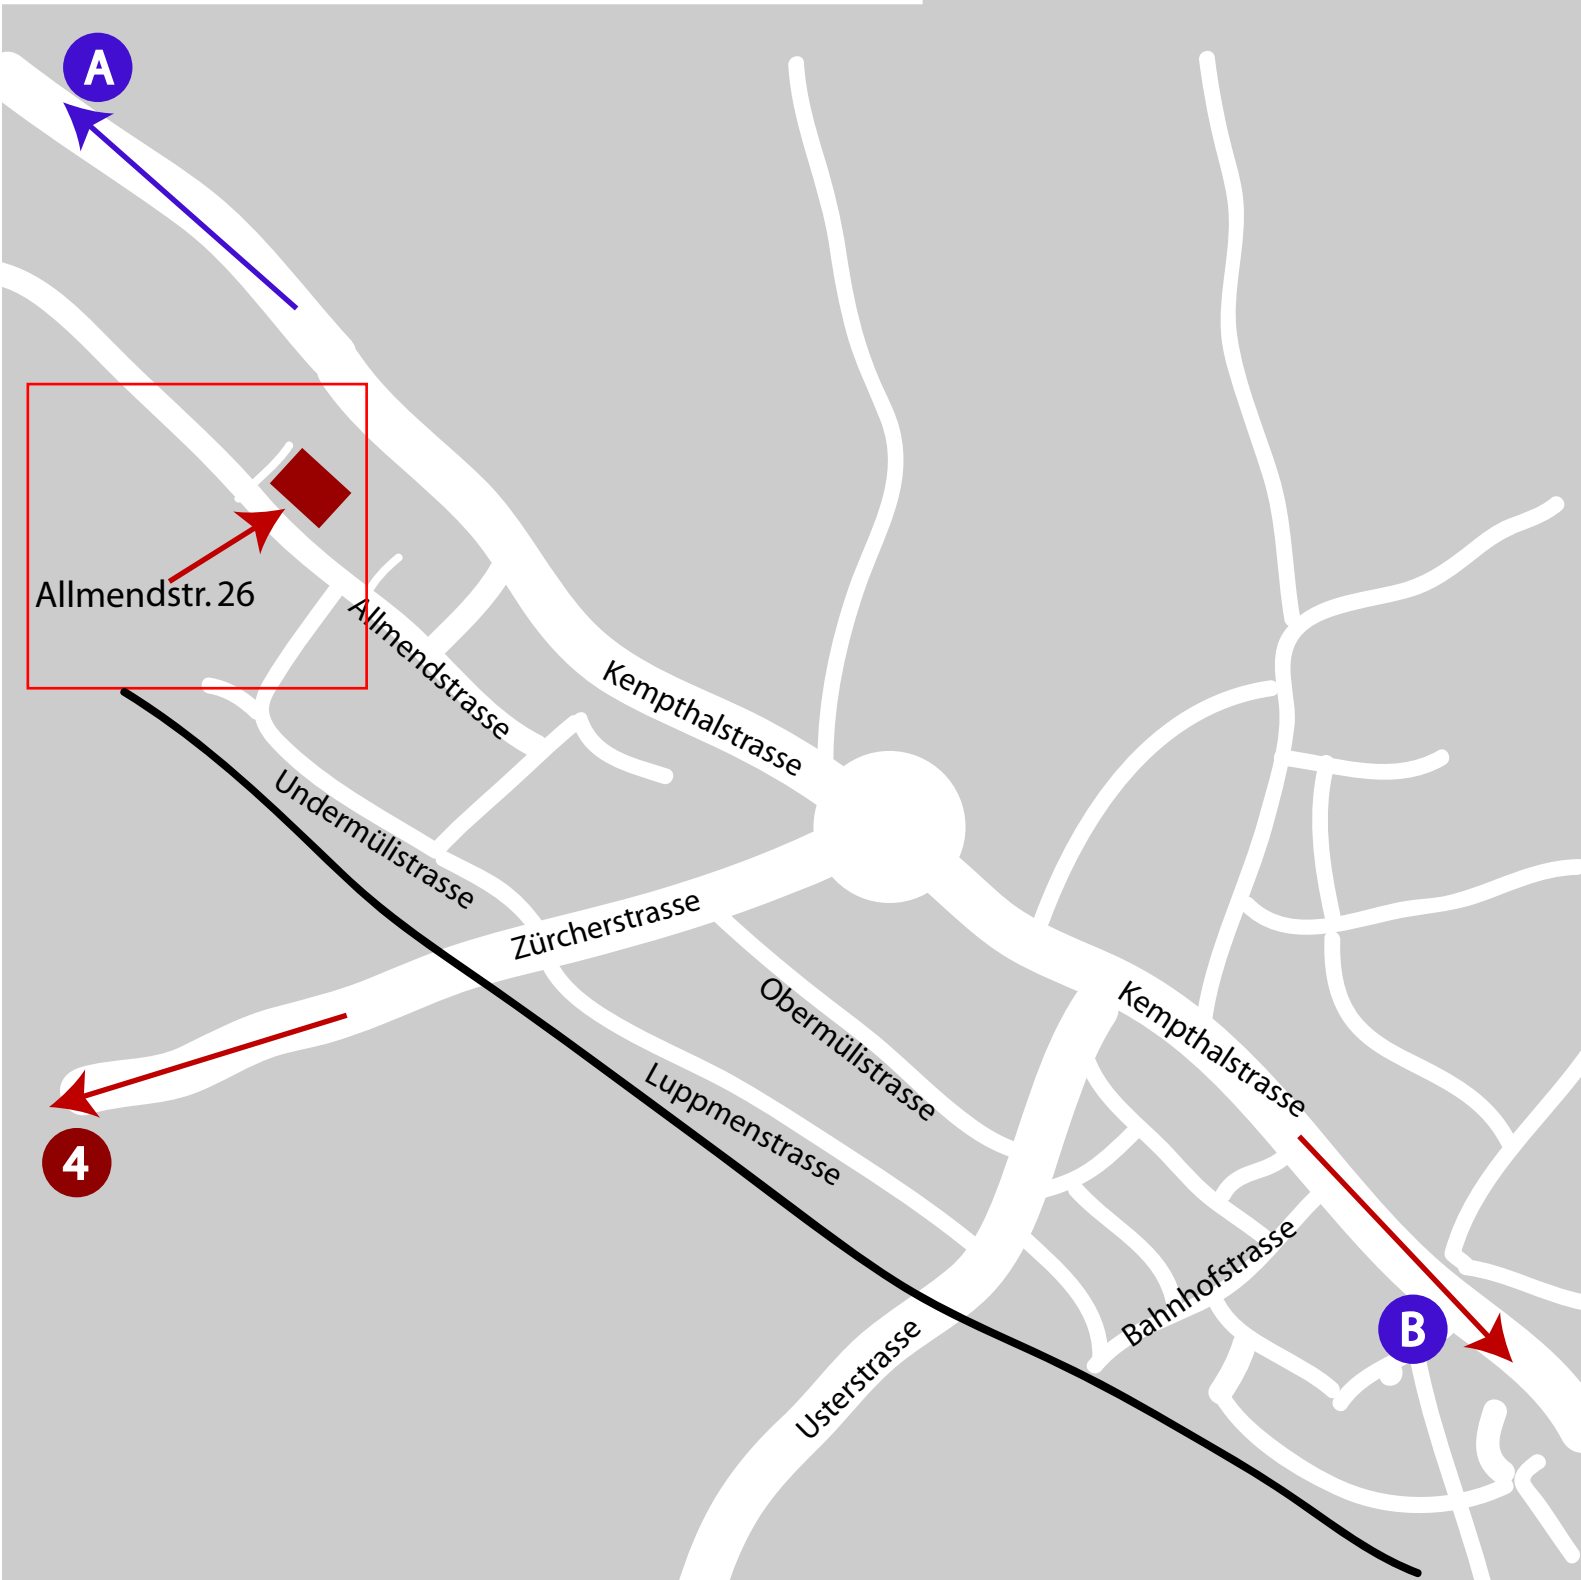 A
Allmendstr. 26
Allmendstrasse
Kempthalstrasse
Undermülistrasse
Zürcherstrasse
Obermülistrasse
Kempthalstrasse
Luppmenstrasse
4
Bahnhofstrasse
B
Usterstrasse